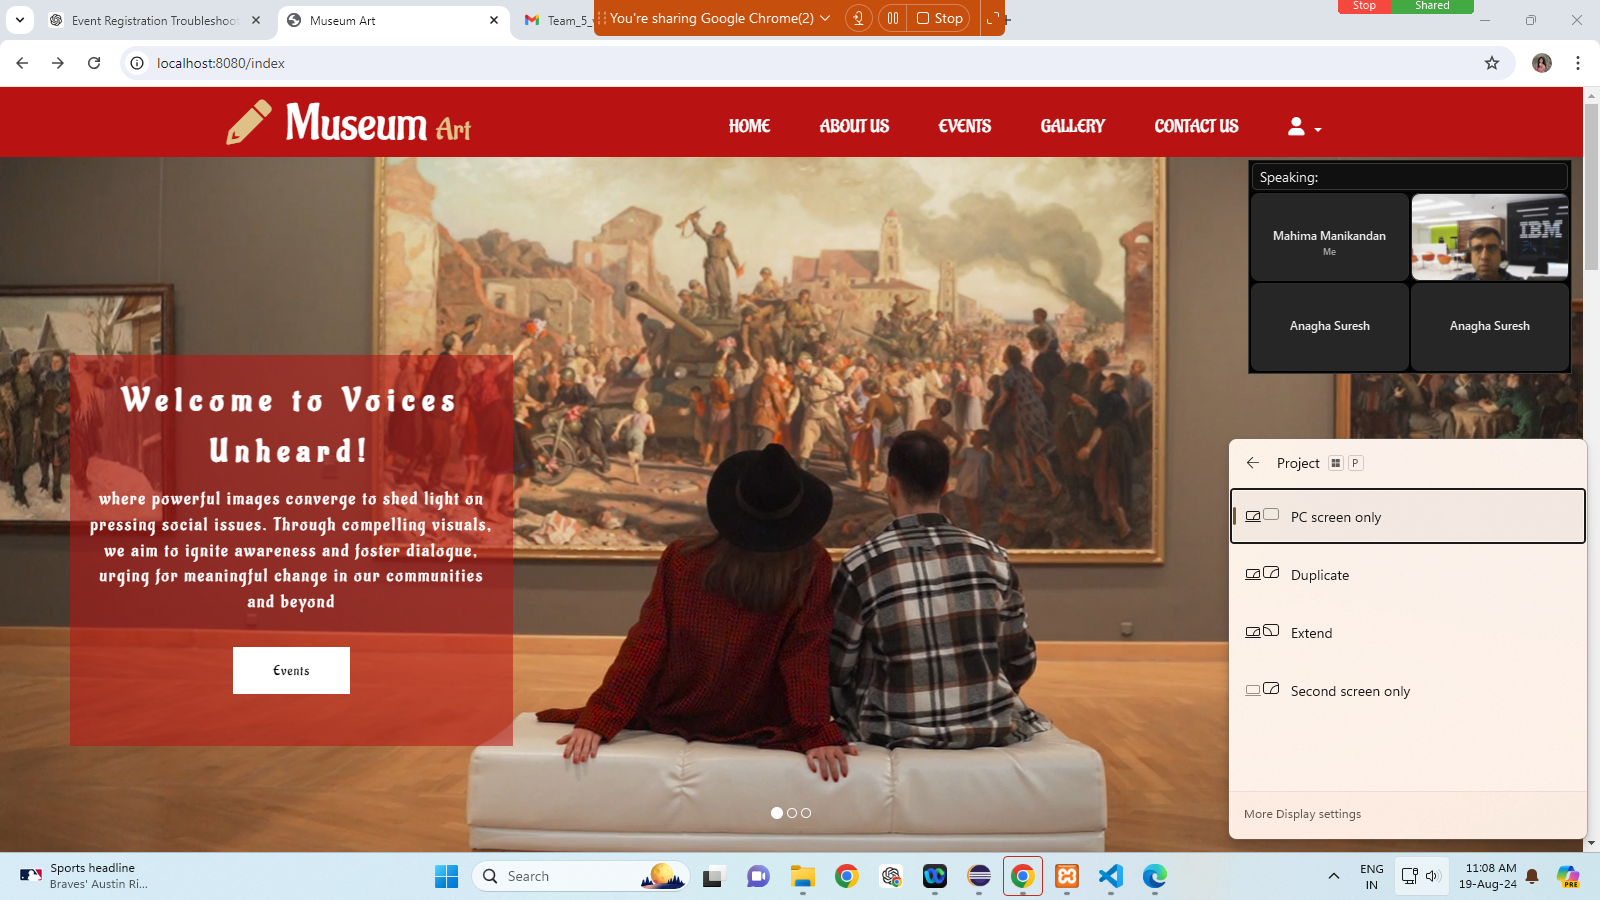 Event Registration Troubleshoot
Museum Art
Team_5_
You're sharing Google Chrome(2)
Stop
Stop
Shared
localhost:8080/index
Museum Art
HOME
ABOUT US
EVENTS
GALLERY
CONTACT US
Speaking:
Mahima Manikandan
Me
IBM
Anagha Suresh
Anagha Suresh
Welcome to Voices
Unheard!
where powerful images converge to shed light on
pressing social issues. Through compelling visuals,
we aim to ignite awareness and foster dialogue,
urging for meaningful change in our communities
and beyond
Events
Project
P
PC screen only
Duplicate
Extend
Second screen only
More Display settings
Sports headline
Braves' Austin Ri...
Search
ENG
IN
11:08 AM
19-Aug-24
PRE